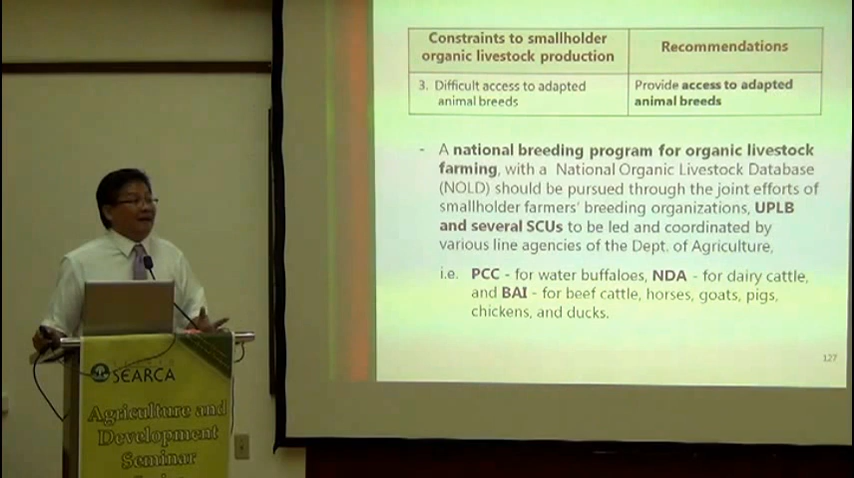 Constraints to smallholder
organic livestock production
Recommendations
3. Difficult access to adapted
animal breeds
Provide access to adapted
animal breeds
- A national breeding program for organic livestock
farming, with a National Organic Livestock Database
(NOLD) should be pursued through the joint efforts of
smallholder farmers' breeding organizations, UPLB
and several SCUs to be led and coordinated by
various line agencies of the Dept. of Agriculture,
i.e. PCC - for water buffaloes, NDA - for dairy cattle,
and BAI - for beef cattle, horses, goats, pigs,
chickens, and ducks.
127
SEARCA
Agriculture and
Development
Seminar